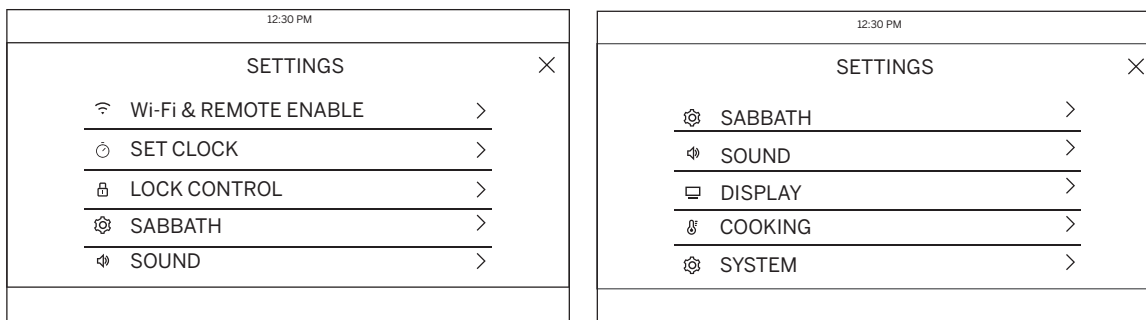 12:30 PM
SETTINGS
Wi-Fi & REMOTE ENABLE
SET CLOCK
LOCK CONTROL
SABBATH
SOUND
12:30 PM
SETTINGS
SABBATH
SOUND
DISPLAY
COOKING
SYSTEM